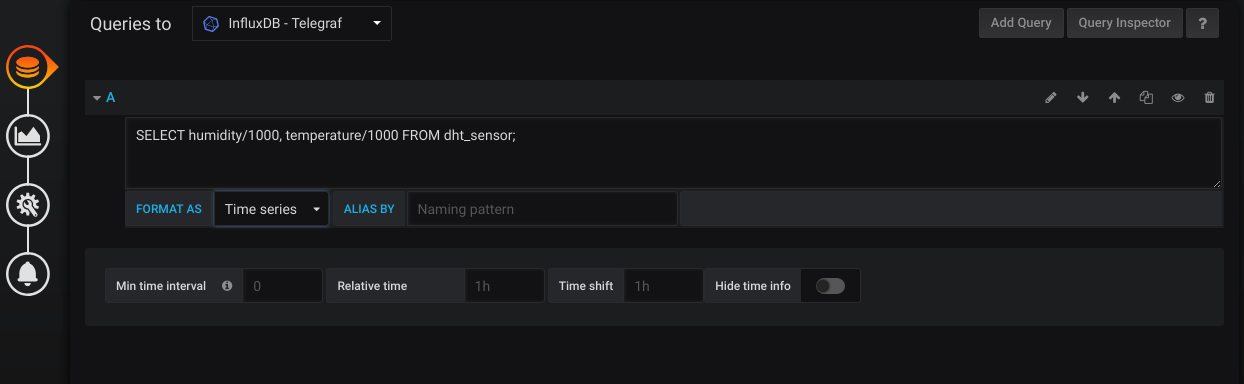 Queries to InfluxDB - Telegraf Add Query Query Inspector ?
A
SELECT humidity/1000, temperature/1000 FROM dht_sensor;
FORMAT AS Time series ALIAS BY Naming pattern
Min time interval 0 Relative time 1h Time shift 1h Hide time info